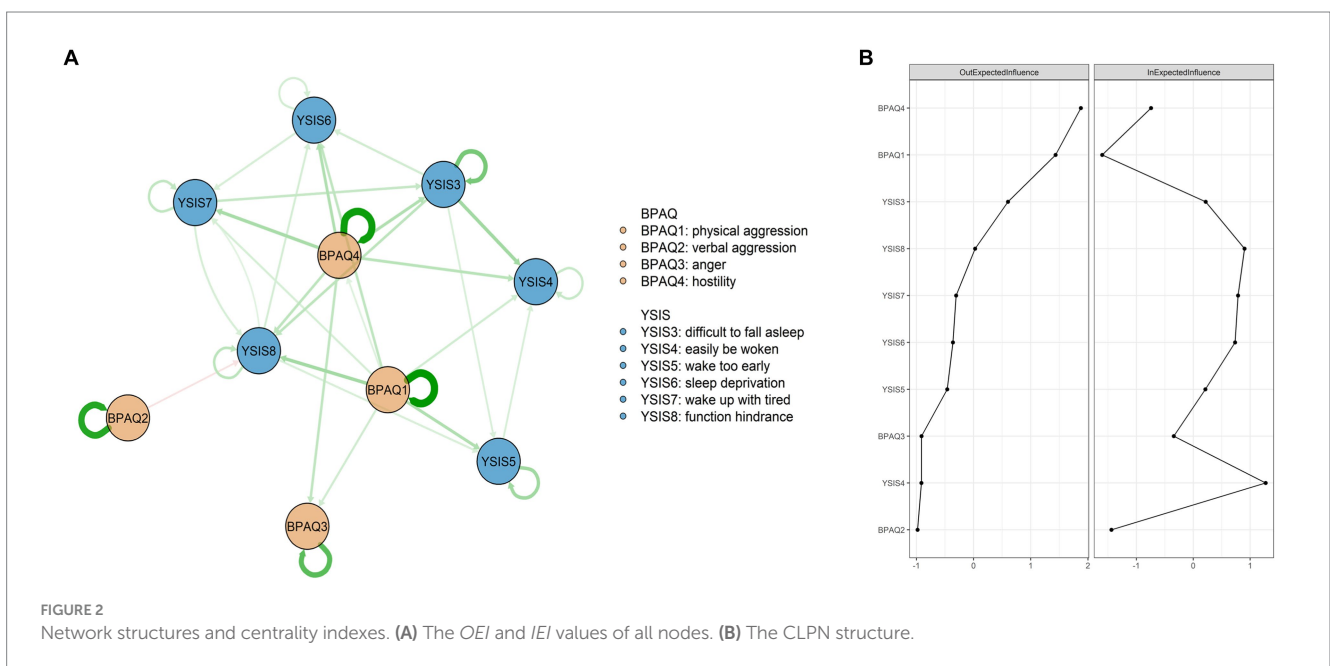 A
YSIS6
YSIS3
YSIS7
BPAQ4
YSIS4
YSIS8
BPAQ1
BPAQ2
YSIS5
BPAQ3
BPAQ
BPAQ1: physical aggression
BPAQ2: verbal aggression
BPAQ3: anger
BPAQ4: hostility
YSIS
YSIS3: difficult to fall asleep
YSIS4: easily be woken
YSIS5: wake too early
YSIS6: sleep deprivation
YSIS7: wake up with tired
YSIS8: function hindrance
B
OutExpectedInfluence InExpectedInfluence
BPAQ4
BPAQ1
YSIS3
YSIS8
YSIS7
YSIS6
YSIS5
BPAQ3
YSIS4
BPAQ2
-1 0 1 2 -1 0 1
FIGURE 2
Network structures and centrality indexes. (A) The OEI and IEI values of all nodes. (B) The CLPN structure.